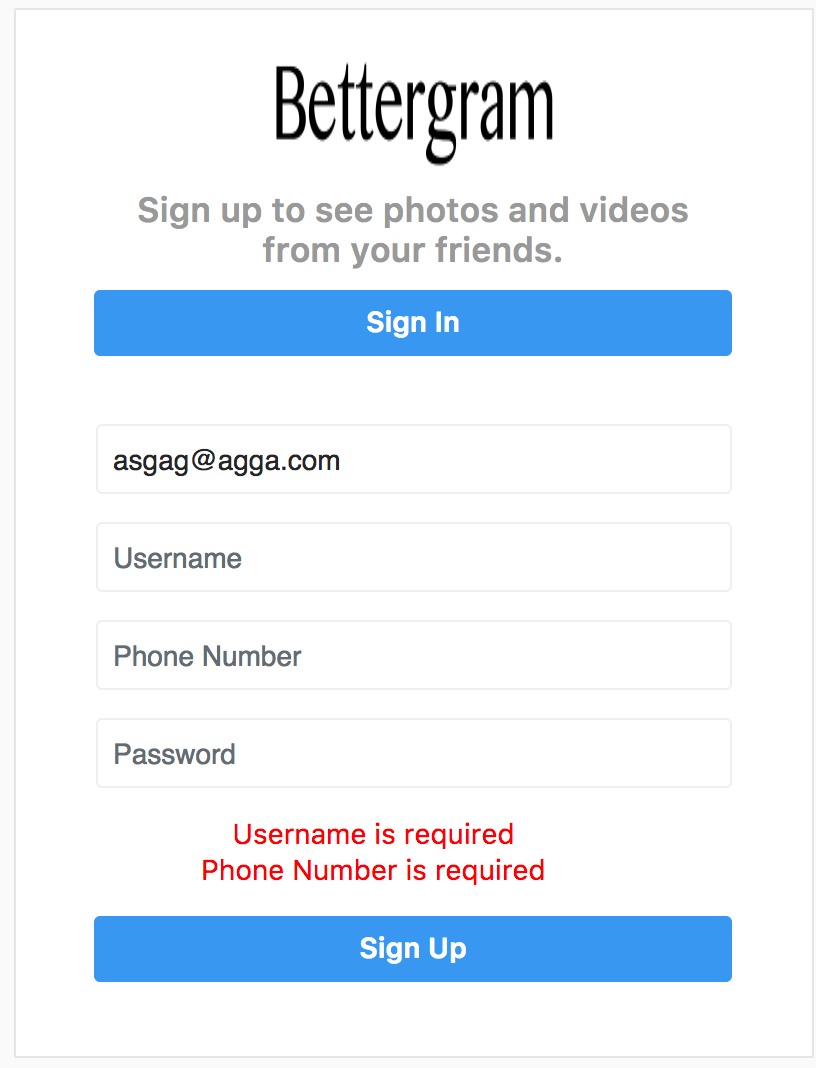 Bettergram
Sign up to see photos and videos
from your friends.
Sign In
asgag@agga.com
Username
Phone Number
Password
Username is required
Phone Number is required
Sign Up